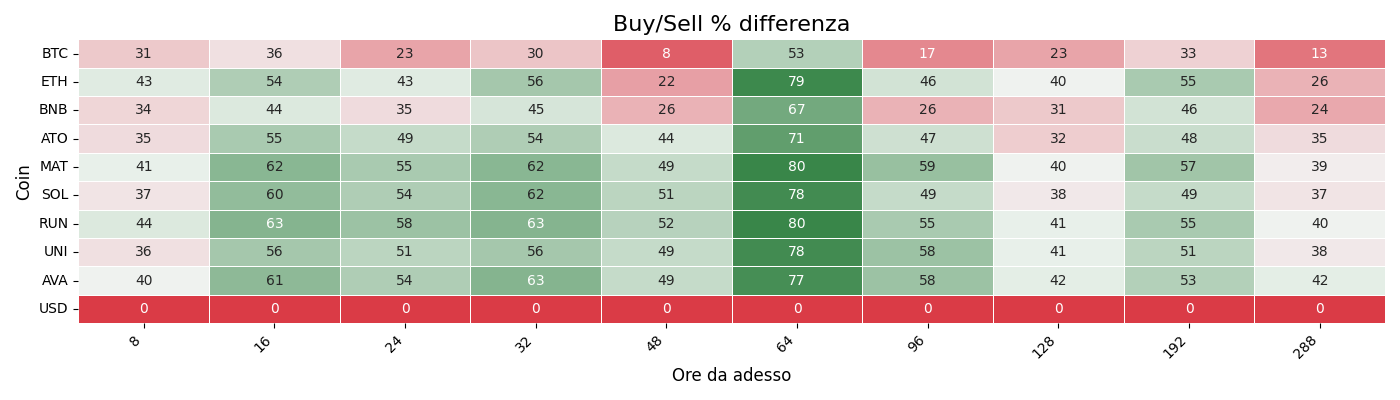 Buy/Sell % differenza
Coin
BTC 31 36 23 30 8 53 17 23 33 13
ETH 43 54 43 56 22 79 46 40 55 26
BNB 34 44 35 45 26 67 26 31 46 24
ATO 35 55 49 54 44 71 47 32 48 35
MAT 41 62 55 62 49 80 59 40 57 39
SOL 37 60 54 62 51 78 49 38 49 37
RUN 44 63 58 63 52 80 55 41 55 40
UNI 36 56 51 56 49 78 58 41 51 38
AVA 40 61 54 63 49 77 58 42 53 42
USD 0 0 0 0 0 0 0 0 0 0
8 16 24 32 48 64 96 128 192 288
Ore da adesso